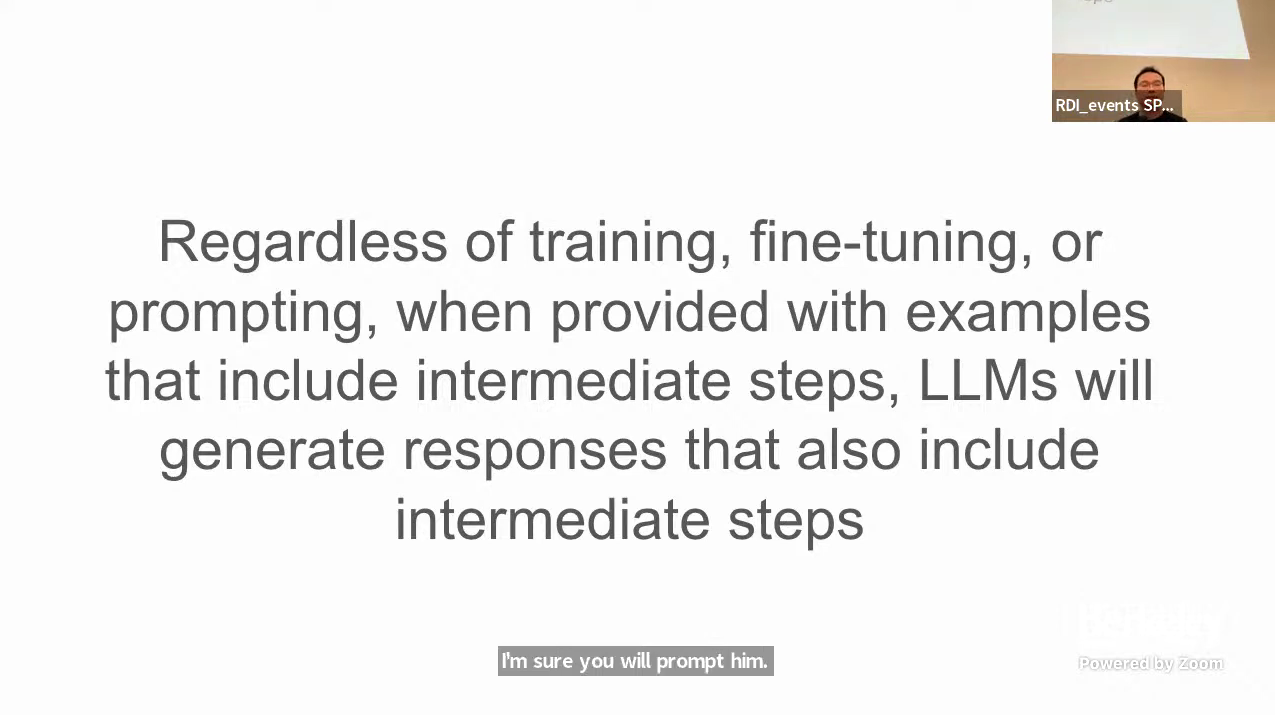 RDI_events SP...
Regardless of training, fine-tuning, or
prompting, when provided with examples
that include intermediate steps, LLMs will
generate responses that also include
intermediate steps
I'm sure you will prompt him.
Powered by Zoom